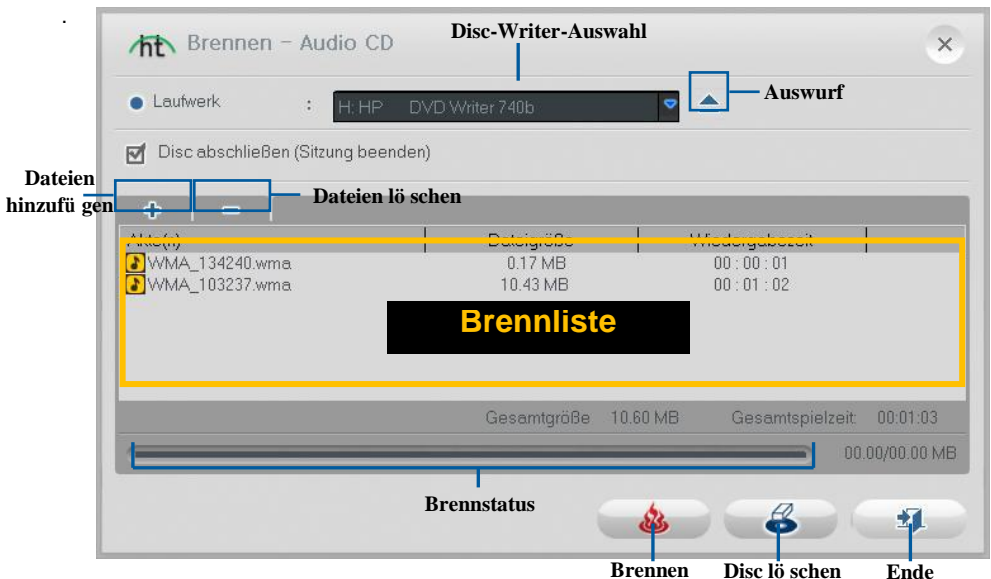 .
Disc-Writer-Auswahl
ht Brennen - Audio CD
Laufwerk : H: HP DVD Writer 740b
Auswurf
Disc abschließen (Sitzung beenden)
Dateien
hinzufü gen
Dateien lö schen
Akte(n) Dateigröße Wiedergabezeit
WMA_134240.wma 0.17 MB 00 : 00 : 01
WMA_103237.wma 10.43 MB 00 : 01 : 02
Brennliste
Gesamtgröße 10.60 MB Gesamtspielzeit: 00:01:03
00.00/00.00 MB
Brennstatus
Brennen Disc lö schen Ende